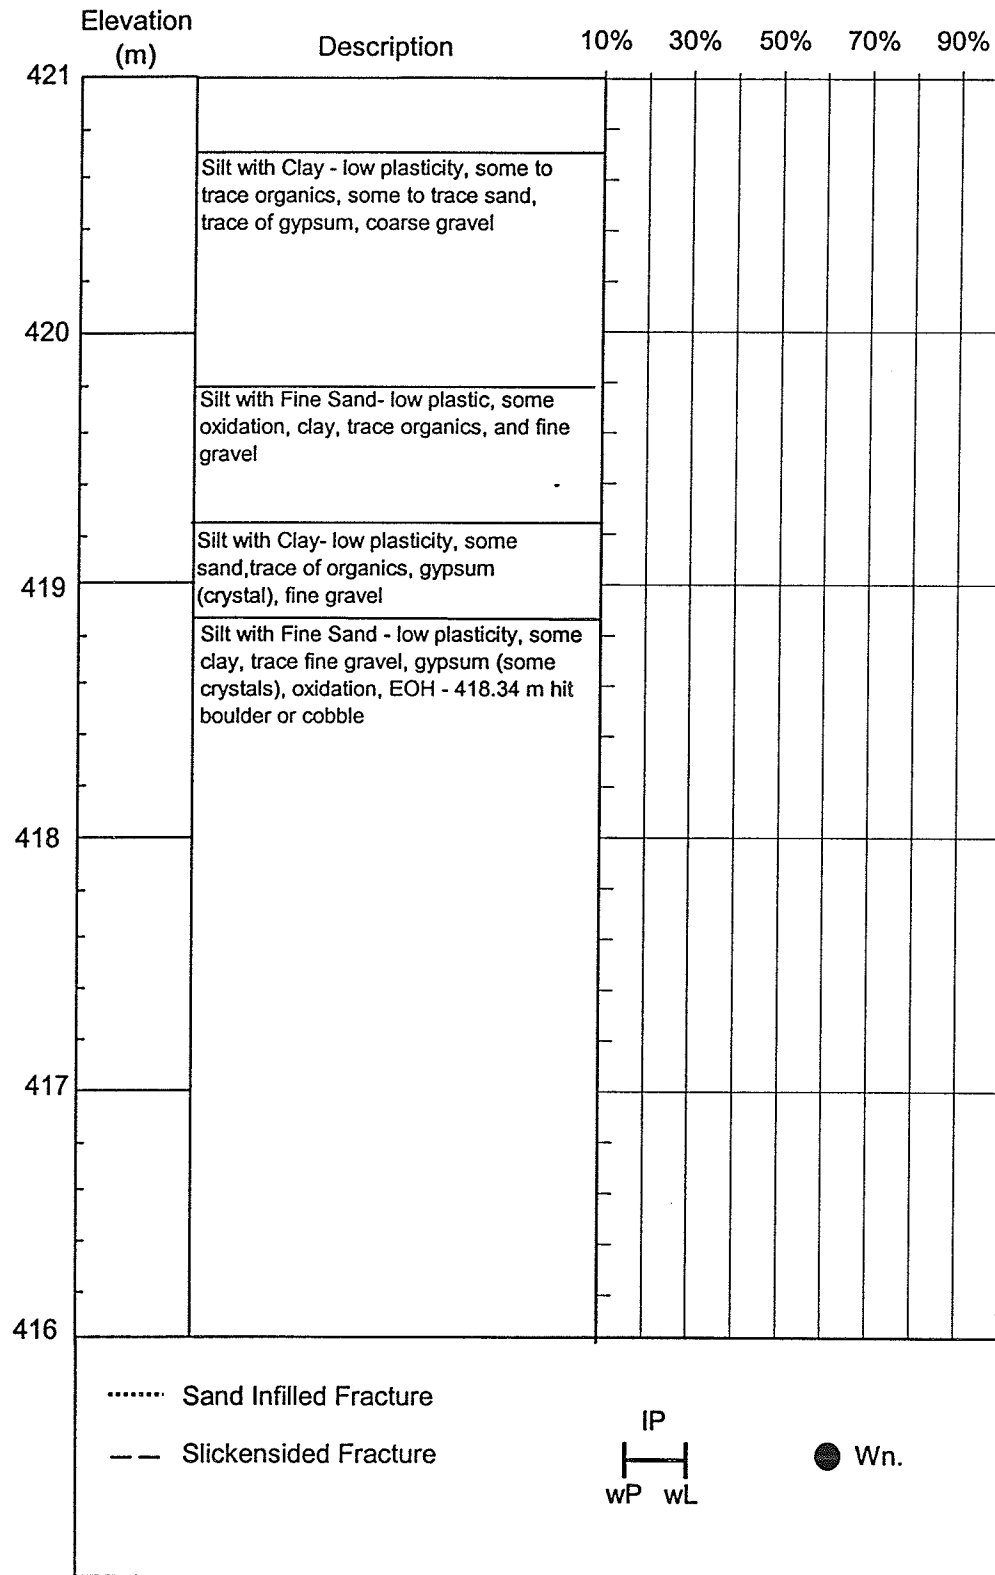 Elevation
(m)
Description
10% 30% 50% 70% 90%
421
Silt with Clay - low plasticity, some to
trace organics, some to trace sand,
trace of gypsum, coarse gravel
420
Silt with Fine Sand- low plastic, some
oxidation, clay, trace organics, and fine
gravel
Silt with Clay- low plasticity, some
sand,trace of organics, gypsum
(crystal), fine gravel
419
Silt with Fine Sand - low plasticity, some
clay, trace fine gravel, gypsum (some
crystals), oxidation, EOH - 418.34 m hit
boulder or cobble
418
417
416
Sand Infilled Fracture
Slickensided Fracture
IP
wP wL
Wn.